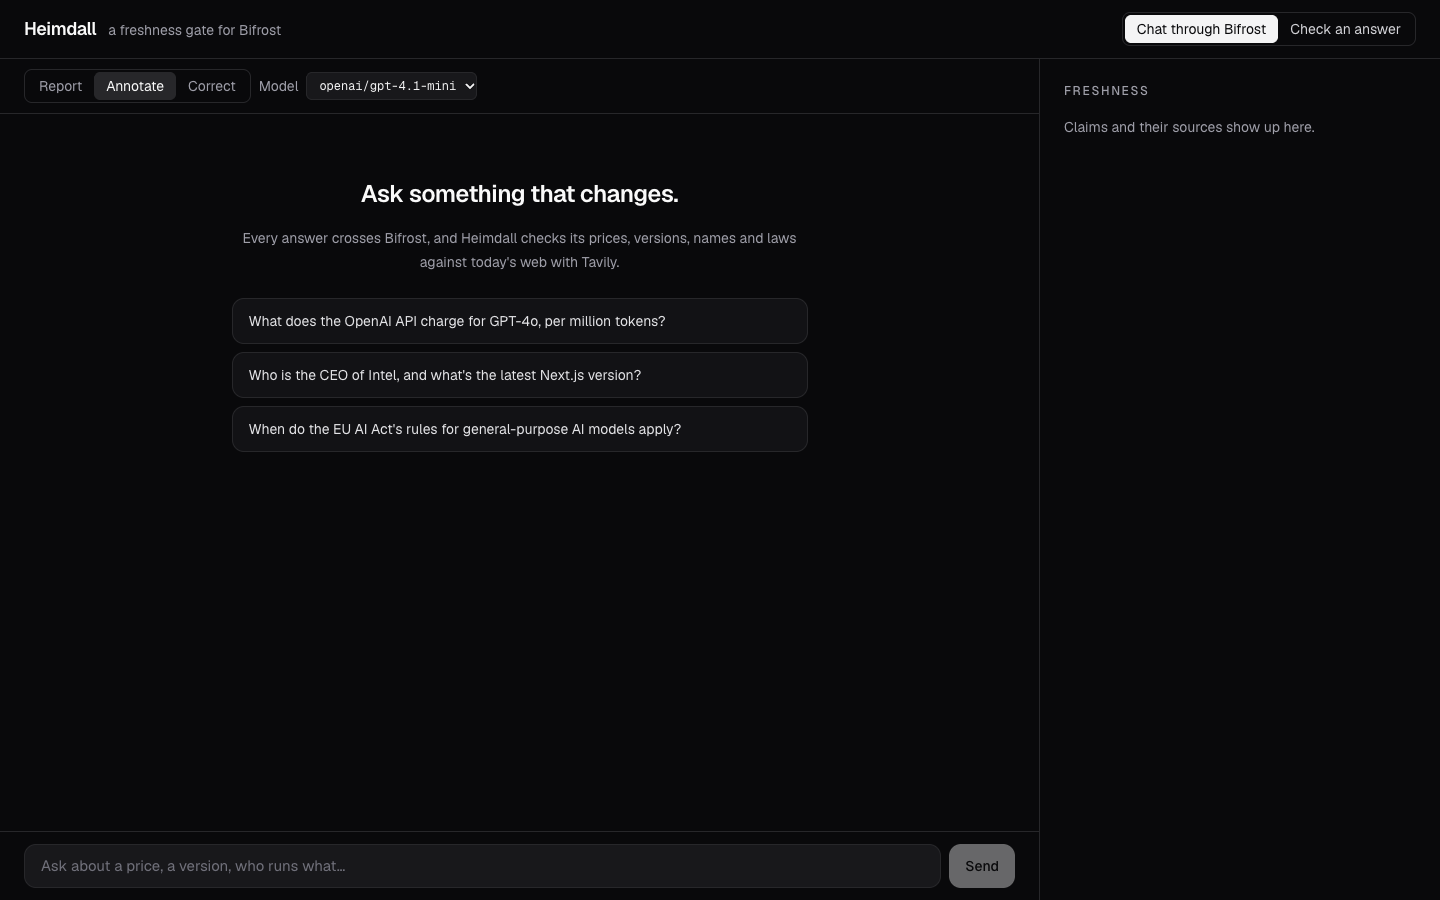 Heimdall a freshness gate for Bifrost
Chat through Bifrost Check an answer
Report Annotate Correct Model openai/gpt-4.1-mini
FRESHNESS
Claims and their sources show up here.
Ask something that changes.
Every answer crosses Bifrost, and Heimdall checks its prices, versions, names and laws
against today's web with Tavily.
What does the OpenAI API charge for GPT-4o, per million tokens?
Who is the CEO of Intel, and what's the latest Next.js version?
When do the EU AI Act's rules for general-purpose AI models apply?
Ask about a price, a version, who runs what...
Send